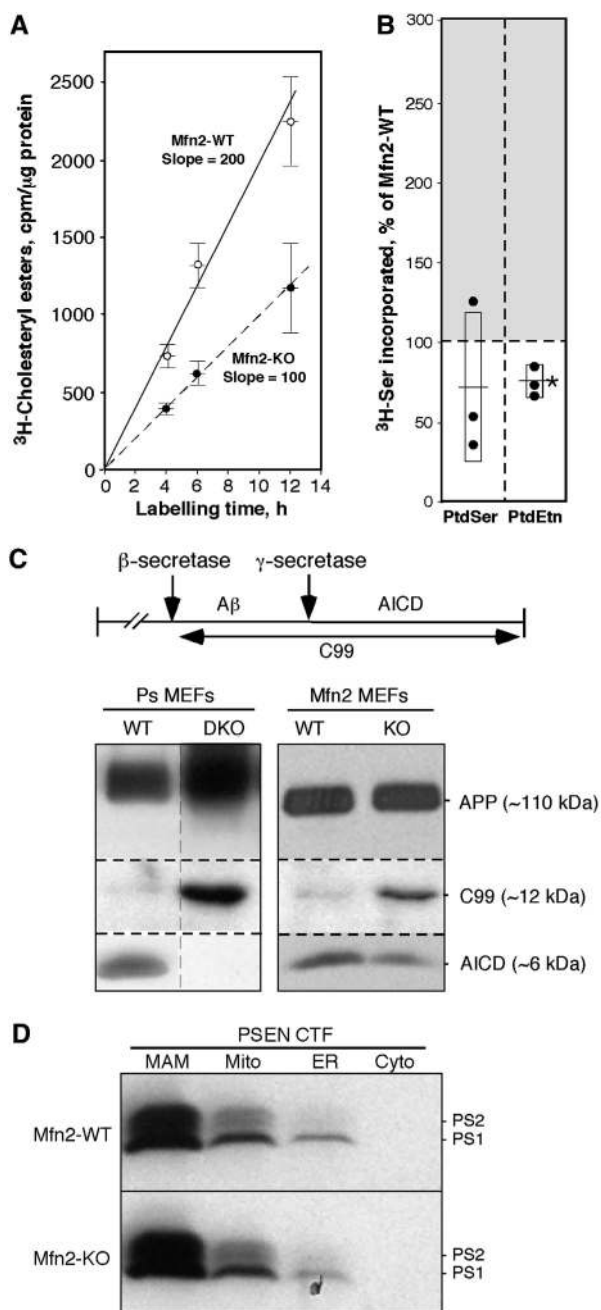 A
³H-Cholesteryl esters, cpm/µg protein
2500
2000
1500
1000
500
0
Mfn2-WT
Slope = 200
Mfn2-KO
Slope = 100
0 2 4 6 8 10 12 14
Labelling time, h
B
³H-Ser incorporated, % of Mfn2-WT
300
250
200
150
100
50
0
*
PtdSer PtdEtn
C
β-secretase γ-secretase
Aβ AICD
C99
Ps MEFs Mfn2 MEFs
WT DKO WT KO
APP (~110 kDa)
C99 (~12 kDa)
AICD (~6 kDa)
D
PSEN CTF
MAM Mito ER Cyto
Mfn2-WT
PS2
PS1
Mfn2-KO
PS2
PS1